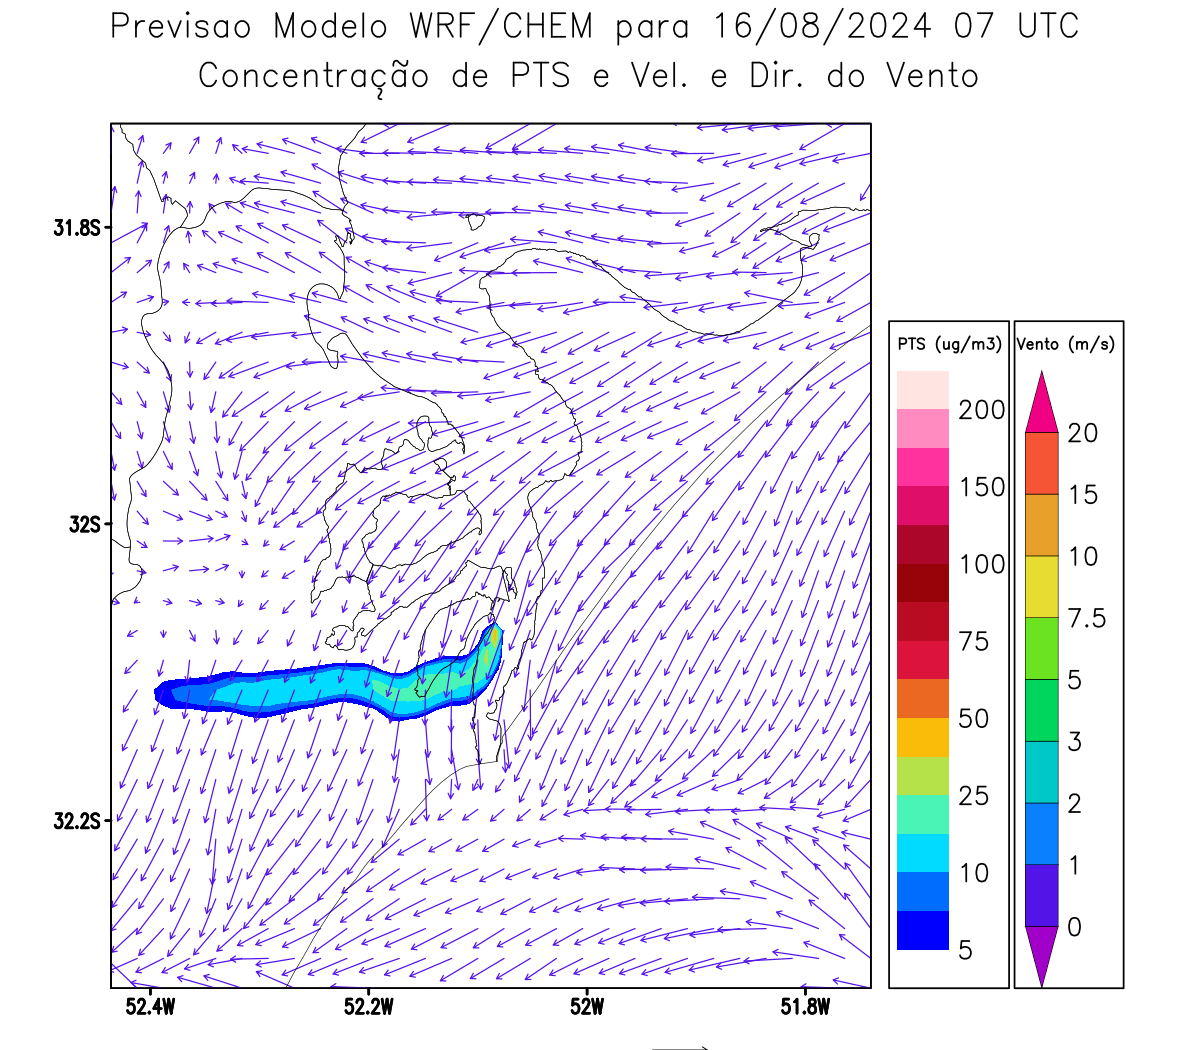 Previsao Modelo WRF/CHEM para 16/08/2024 07 UTC
Concentração de PTS e Vel. e Dir. do Vento
31.8S
32S
32.2S
52.4W 52.2W 52W 51.8W
PTS (ug/m3)
200
150
100
75
50
25
10
5
Vento (m/s)
20
15
10
7.5
5
3
2
1
0